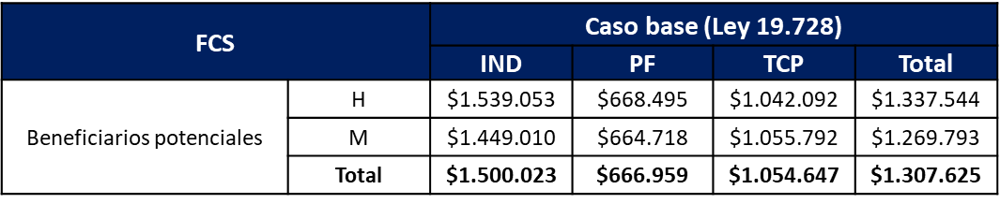 FCS Caso base (Ley 19.728)
IND PF TCP Total
Beneficiarios potenciales H $1.539.053 $668.495 $1.042.092 $1.337.544
M $1.449.010 $664.718 $1.055.792 $1.269.793
Total $1.500.023 $666.959 $1.054.647 $1.307.625